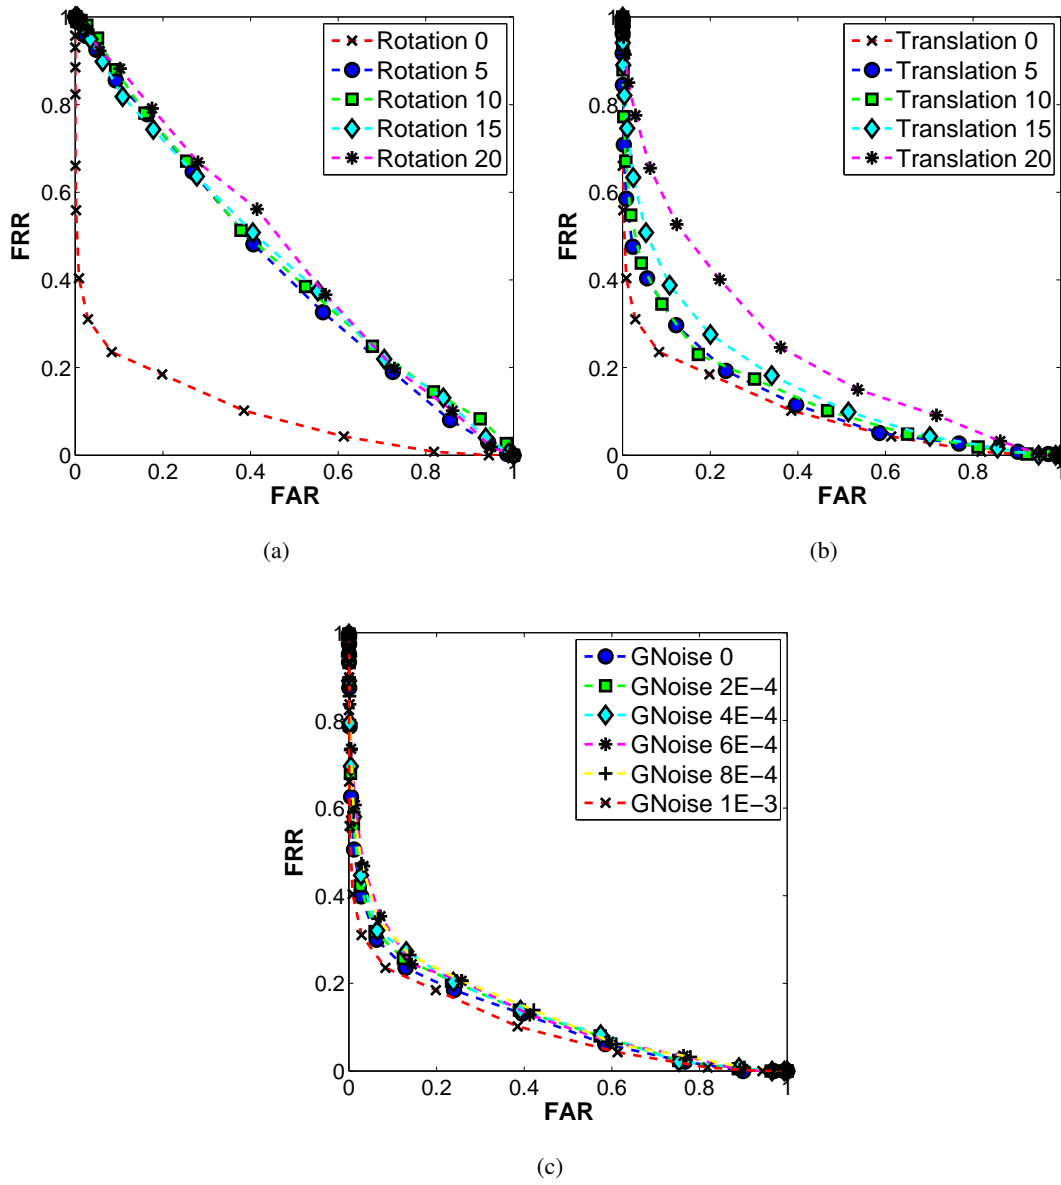 1
0.8
0.6
0.4
0.2
0
0
0.2
0.4
0.6
0.8
1
FRR
FAR
Rotation 0
Rotation 5
Rotation 10
Rotation 15
Rotation 20
(a)
1
0.8
0.6
0.4
0.2
0
0
0.2
0.4
0.6
0.8
1
FRR
FAR
Translation 0
Translation 5
Translation 10
Translation 15
Translation 20
(b)
1
0.8
0.6
0.4
0.2
0
0
0.2
0.4
0.6
0.8
1
FRR
FAR
GNoise 0
GNoise 2E−4
GNoise 4E−4
GNoise 6E−4
GNoise 8E−4
GNoise 1E−3
(c)